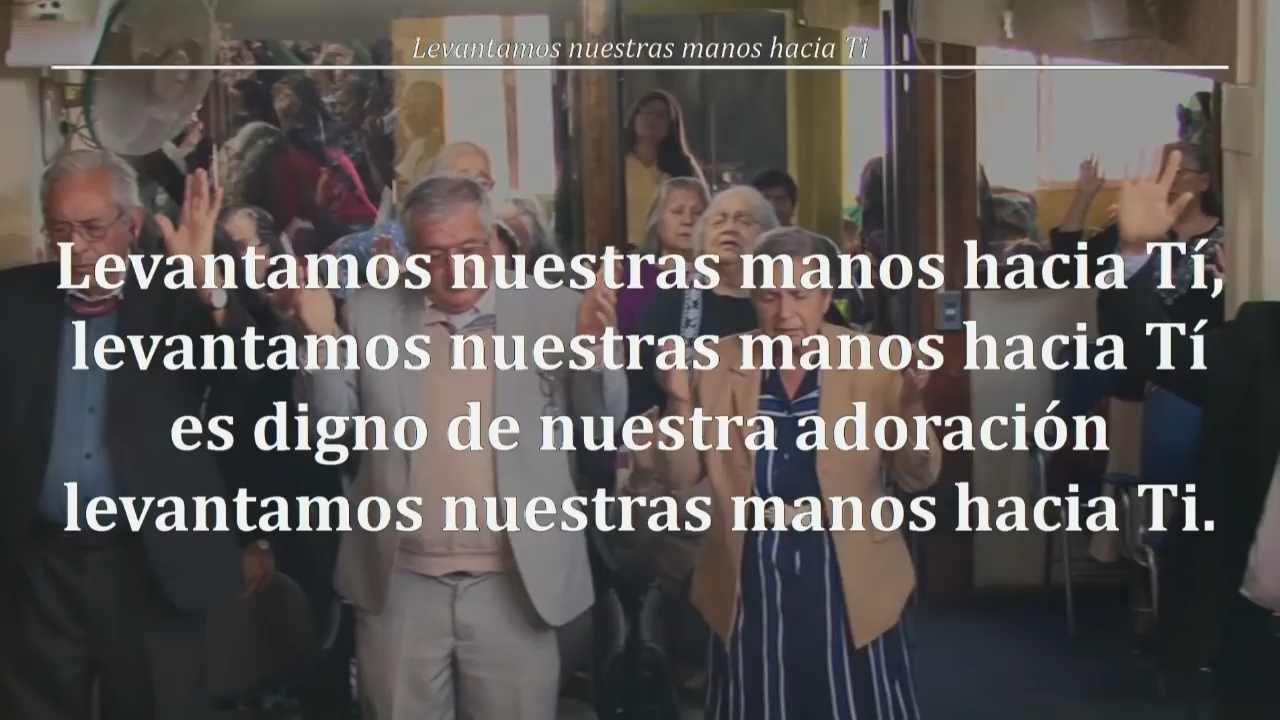 Levantamos nuestras manos hacia Ti
Levantamos nuestras manos hacia Tí,
levantamos nuestras manos hacia Tí
es digno de nuestra adoración
levantamos nuestras manos hacia Ti.